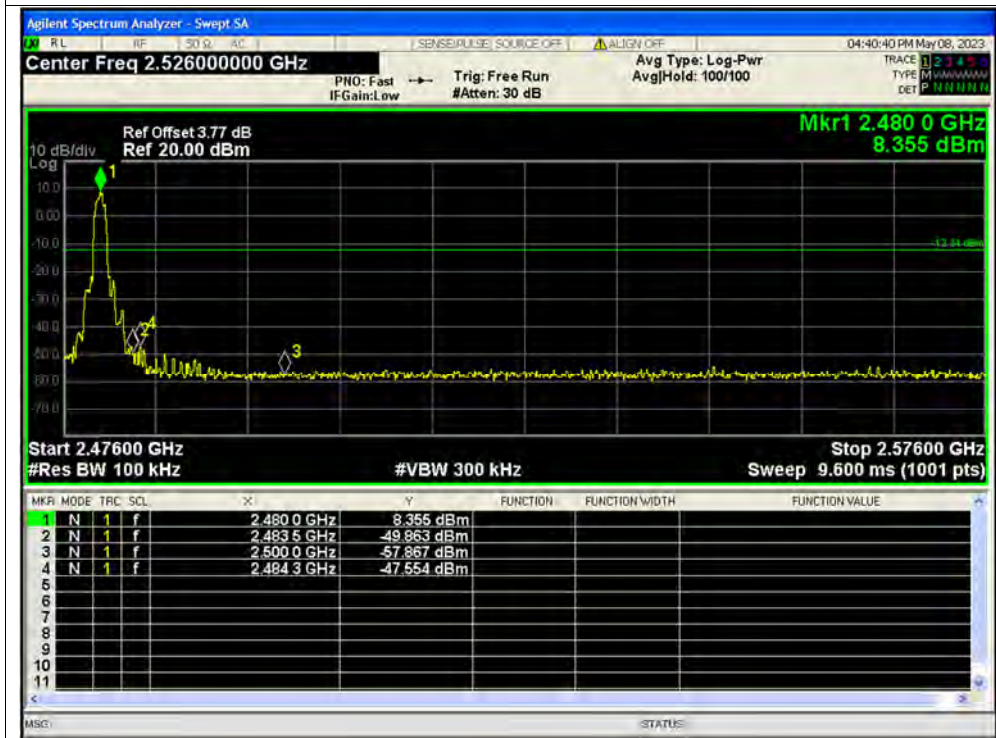 Agilent Spectrum Analyzer - Swept SA
RL RF 50 Ω AC SENSE:PULSE SOURCE OFF ALIGN OFF 04:40:40 PM May 08, 2023
Center Freq 2.526000000 GHz
PNO: Fast Trig: Free Run Avg Type: Log-Pwr TRACE 1 2 3 4 5 6
IFGain:Low #Atten: 30 dB Avg|Hold: 100/100 TYPE M WWWWW
DET P N N N N N
Mkr1 2.480 0 GHz
8.355 dBm
Ref Offset 3.77 dB
10 dB/div Ref 20.00 dBm
Log
1
10.0
0.00
-10.0
-20.0
-30.0
-40.0
-50.0
-60.0
-70.0
2 4
3
Start 2.47600 GHz Stop 2.57600 GHz
#Res BW 100 kHz #VBW 300 kHz Sweep 9.600 ms (1001 pts)
MKR MODE TRC SCL X Y FUNCTION FUNCTION WIDTH FUNCTION VALUE
1 N 1 f 2.480 0 GHz 8.355 dBm
2 N 1 f 2.483 5 GHz -49.863 dBm
3 N 1 f 2.500 0 GHz -57.867 dBm
4 N 1 f 2.484 3 GHz -47.554 dBm
5
6
7
8
9
10
11
MSG STATUS